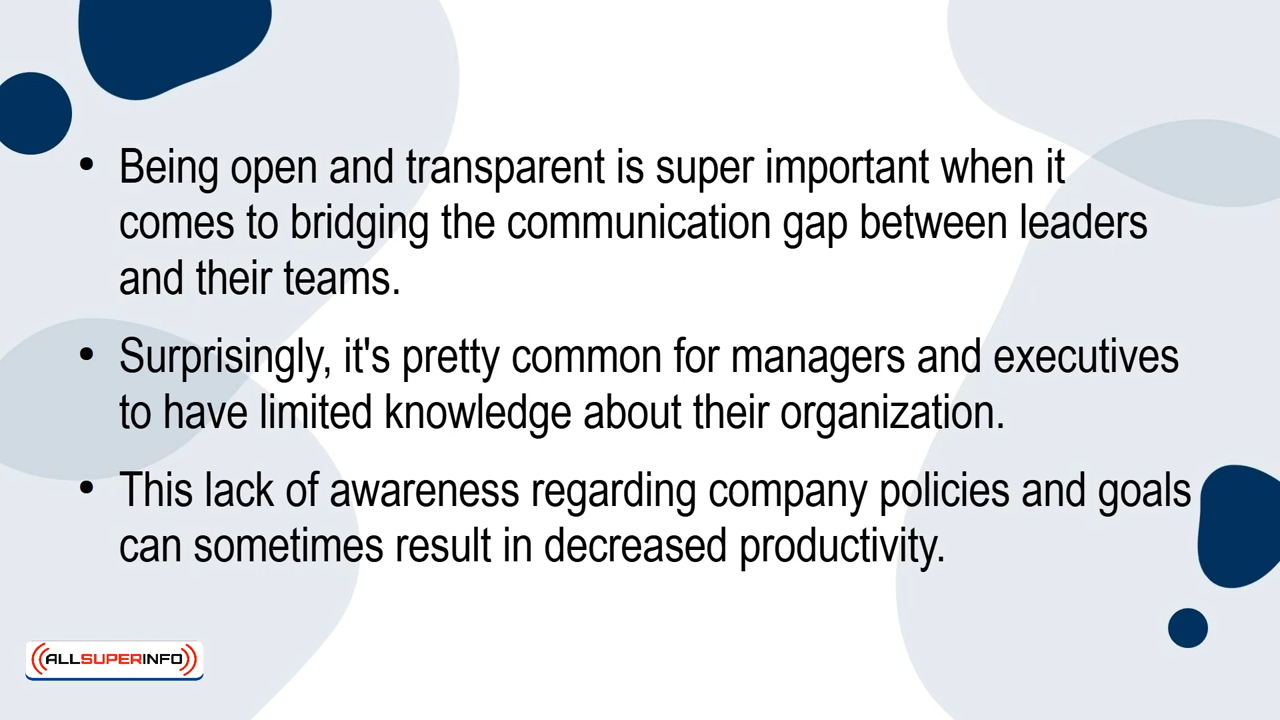 • Being open and transparent is super important when it
comes to bridging the communication gap between leaders
and their teams.
• Surprisingly, it's pretty common for managers and executives
to have limited knowledge about their organization.
• This lack of awareness regarding company policies and goals
can sometimes result in decreased productivity.
ALLSUPERINFO